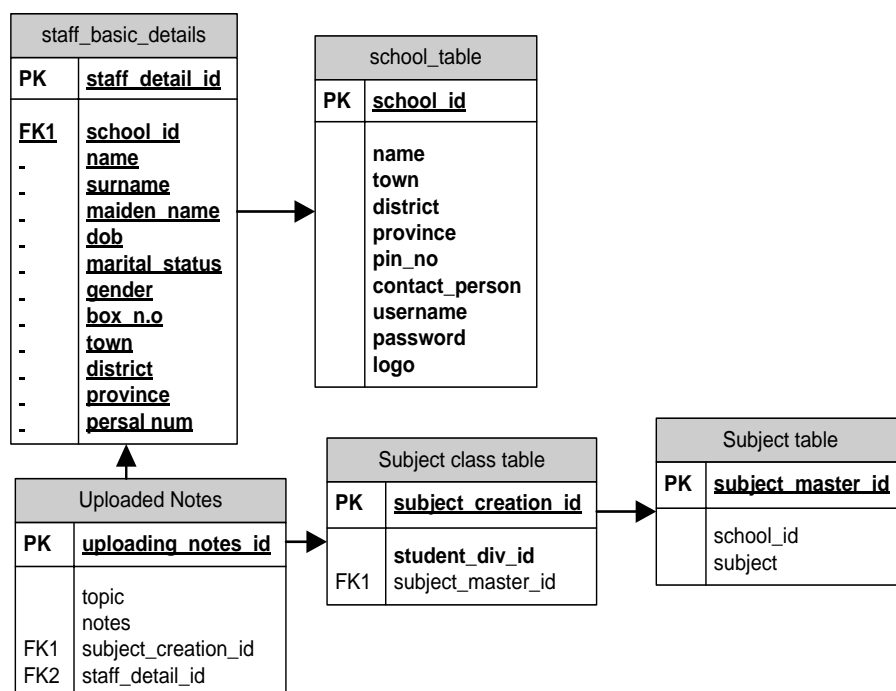 staff_basic_details
PK staff_detail_id
FK1 school_id
name
surname
maiden_name
dob
marital_status
gender
box_n.o
town
district
province
persal num
school_table
PK school_id
name
town
district
province
pin_no
contact_person
username
password
logo
Uploaded Notes
PK uploading_notes_id
topic
notes
FK1 subject_creation_id
FK2 staff_detail_id
Subject class table
PK subject_creation_id
student_div_id
FK1 subject_master_id
Subject table
PK subject_master_id
school_id
subject